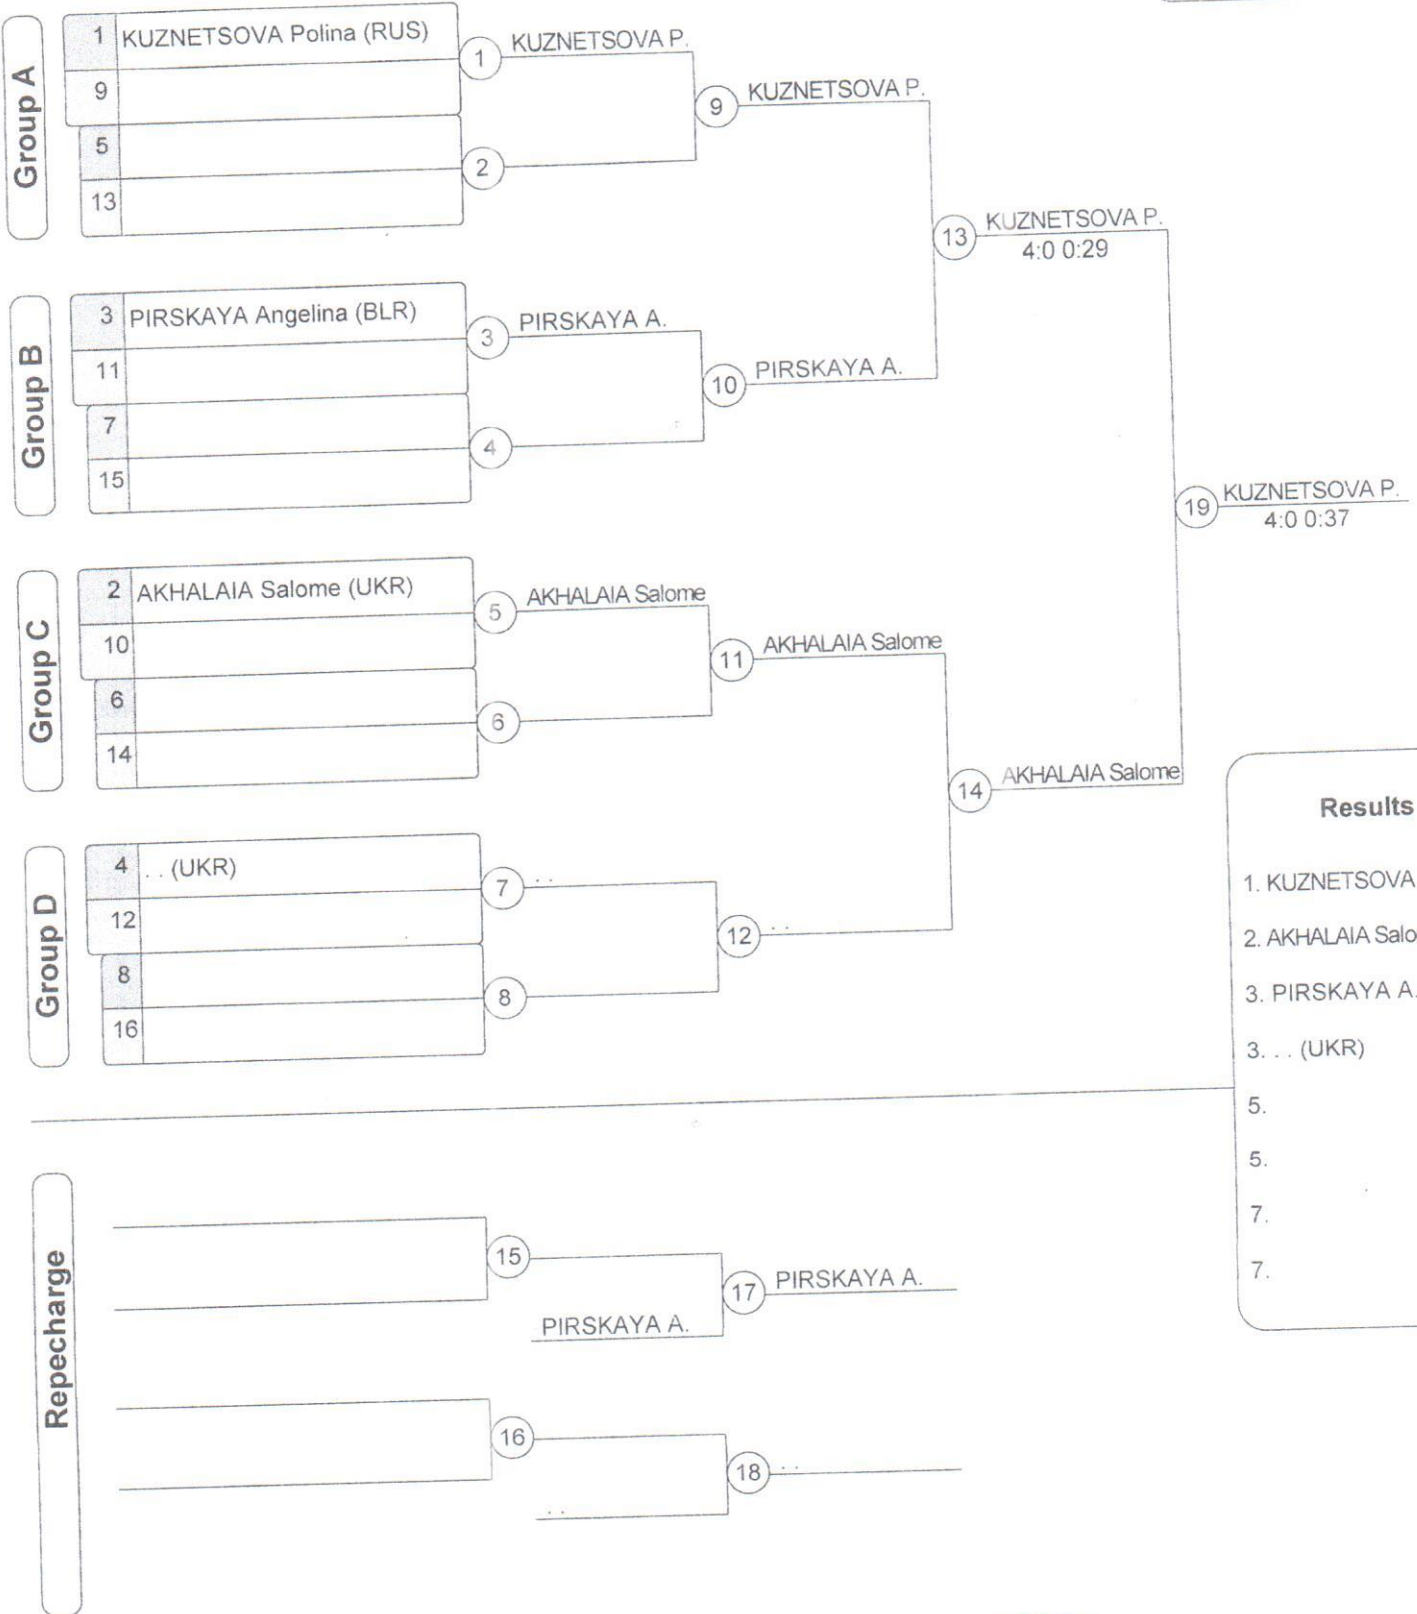 Group A
1 KUZNETSOVA Polina (RUS)
9
5
13
1 KUZNETSOVA P.
2
9 KUZNETSOVA P.
Group B
3 PIRSKAYA Angelina (BLR)
11
7
15
3 PIRSKAYA A.
4
10 PIRSKAYA A.
13 KUZNETSOVA P.
4:0 0:29
Group C
2 AKHALAIA Salome (UKR)
10
6
14
5 AKHALAIA Salome
6
11 AKHALAIA Salome
Group D
4 . . (UKR)
12
8
16
7 . .
8
12 . .
14 AKHALAIA Salome
19 KUZNETSOVA P.
4:0 0:37
Results
1. KUZNETSOVA
2. AKHALAIA Salo
3. PIRSKAYA A.
3. . . (UKR)
5.
5.
7.
7.
Repecharge
15
PIRSKAYA A.
17 PIRSKAYA A.
16
. .
18 . .